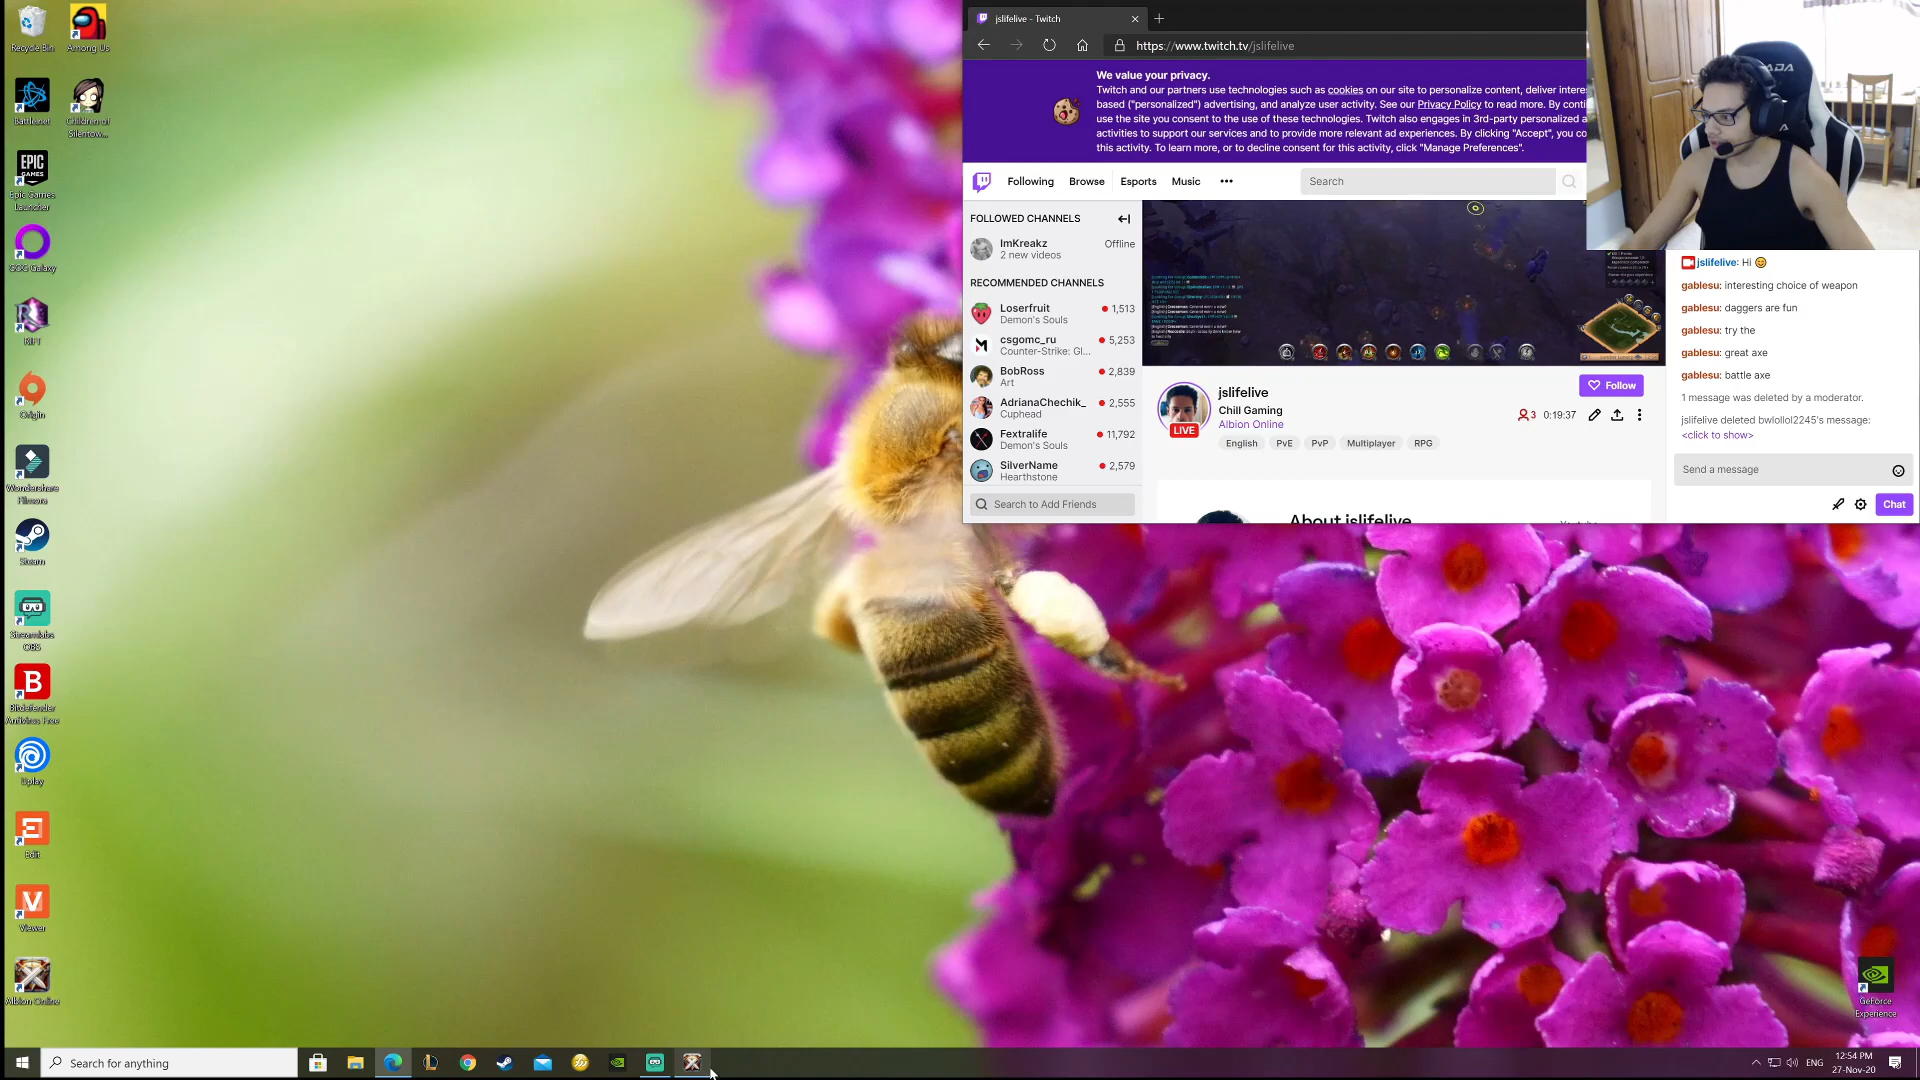 Recycle Bin
Among Us
Battle.net
Children of Silentow...
EPIC GAMES
Epic Games Launcher
GOG Galaxy
RIFT
Origin
Wondershare Filmora
Steam
Streamlabs OBS
B
Bitdefender Antivirus Free
Uplay
Edit
V
Viewer
Albion Online
jslifelive - Twitch
https://www.twitch.tv/jslifelive
We value your privacy.
Twitch and our partners use technologies such as cookies on our site to personalize content, deliver
based ("personalized") advertising, and analyze user activity. See our Privacy Policy to read more. By
use the site you consent to the use of these technologies. Twitch also engages in 3rd-party personalized
activities to support our services and to provide more relevant ad experiences. By clicking "Accept", you
this activity. To learn more, or to decline consent for this activity, click "Manage Preferences".
Following
Browse
Esports
Music
Search
FOLLOWED CHANNELS
ImKreakz
Offline
2 new videos
RECOMMENDED CHANNELS
Loserfruit
1,513
Demon's Souls
csgomc_ru
5,253
Counter-Strike: Gl...
BobRoss
2,839
Art
AdrianaChechik_
2,555
Cuphead
Fextralife
11,792
Demon's Souls
SilverName
2,579
Hearthstone
Search to Add Friends
jslifelive
Chill Gaming
Albion Online
LIVE
English
PvE
PvP
Multiplayer
RPG
Follow
3
0:19:37
About jslifelive
jslifelive: Hi
gablesu: interesting choice of weapon
gablesu: daggers are fun
gablesu: try the
gablesu: great axe
gablesu: battle axe
1 message was deleted by a moderator.
jslifelive deleted bwlollol2245's message:
<click to show>
Send a message
Chat
GeForce Experience
Search for anything
ENG
12:54 PM
27-Nov-20